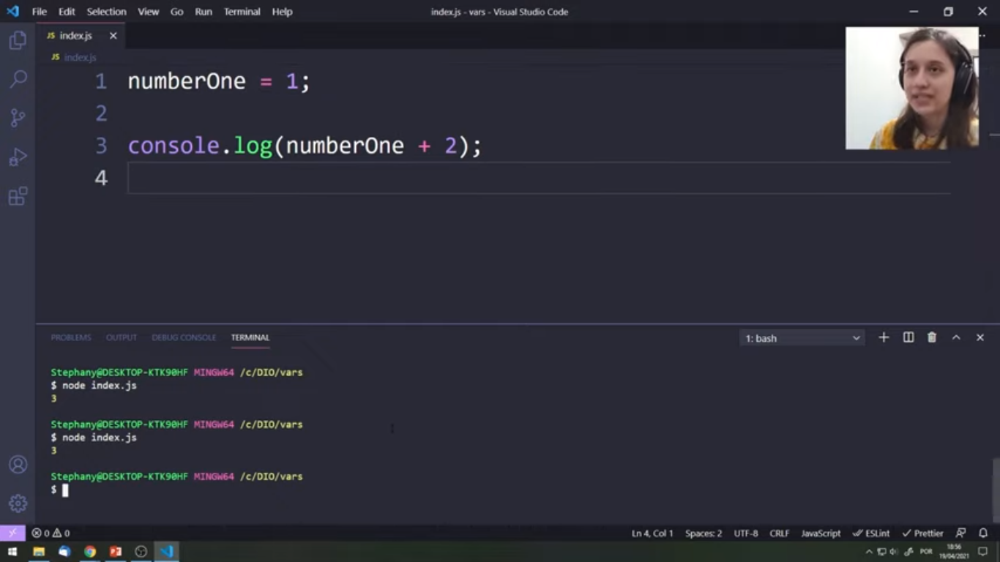 File Edit Selection View Go Run Terminal Help index.js - vars - Visual Studio Code
JS index.js
JS index.js
1 numberOne = 1;
2
3 console.log(numberOne + 2);
4
PROBLEMS OUTPUT DEBUG CONSOLE TERMINAL 1: bash
Stephany@DESKTOP-KTK90HF MINGW64 /c/DIO/vars
$ node index.js
3
Stephany@DESKTOP-KTK90HF MINGW64 /c/DIO/vars
$ node index.js
3
Stephany@DESKTOP-KTK90HF MINGW64 /c/DIO/vars
$
0 0 Ln 4, Col 1 Spaces: 2 UTF-8 CRLF JavaScript ESLint Prettier
POR 18:56
19/04/2021